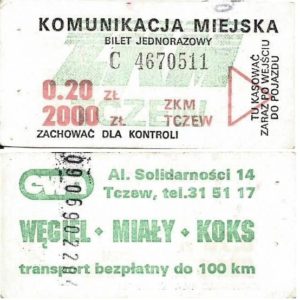 KOMUNIKACJA MIEJSKA
BILET JEDNORAZOWY
C 4670511
0.20 ZŁ
2000 ZŁ
ZKM
TCZEW
ZACHOWAĆ DLA KONTROLI
TU KASOWAĆ
ZARAZ PO WEJŚCIU
DO POJAZDU
Al. Solidarności 14
Tczew, tel.31 51 17
WĘGIEL • MIAŁY • KOKS
transport bezpłatny do 100 km